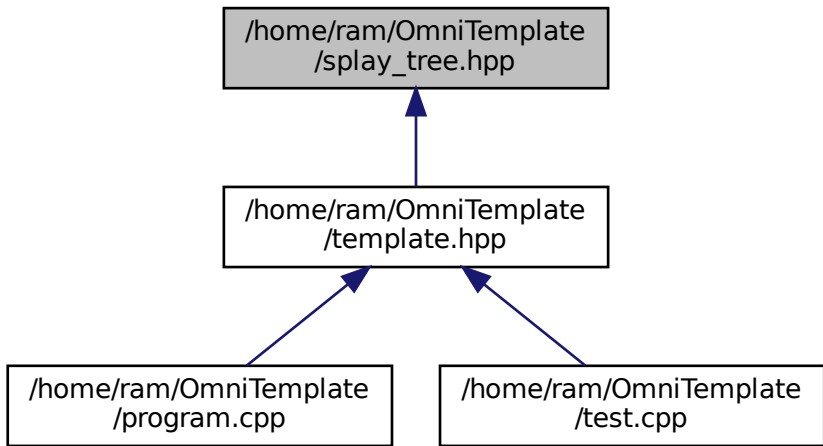 /home/ram/OmniTemplate
/splay_tree.hpp
/home/ram/OmniTemplate
/template.hpp
/home/ram/OmniTemplate
/program.cpp
/home/ram/OmniTemplate
/test.cpp